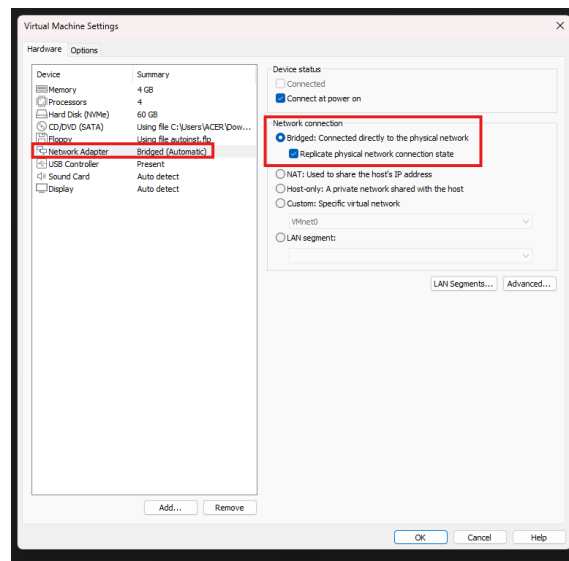 Virtual Machine Settings
Hardware Options
Device Summary
Memory 4 GB
Processors 4
Hard Disk (NVMe) 60 GB
CD/DVD (SATA) Using file C:\Users\ACER\Dow...
Floppy Using file autoinst.flp
Network Adapter Bridged (Automatic)
USB Controller Present
Sound Card Auto detect
Display Auto detect
Add... Remove
Device status
Connected
Connect at power on
Network connection
Bridged: Connected directly to the physical network
Replicate physical network connection state
NAT: Used to share the host's IP address
Host-only: A private network shared with the host
Custom: Specific virtual network
VMnet0
LAN segment:
LAN Segments... Advanced...
OK Cancel Help